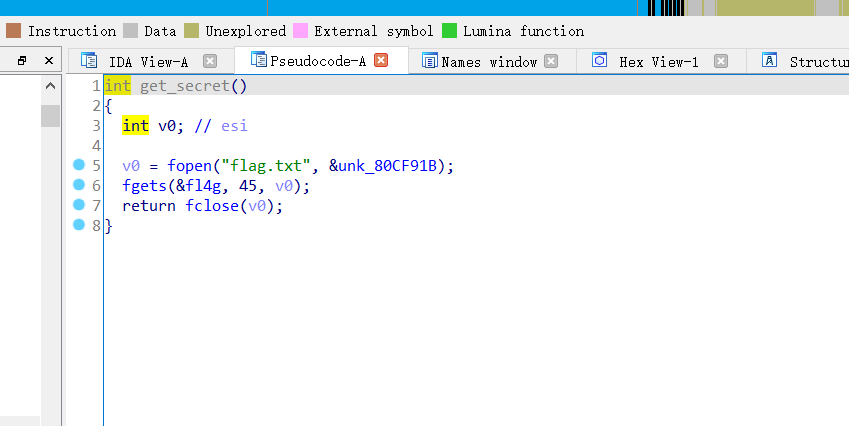 Instruction Data Unexplored External symbol Lumina function
IDA View-A Pseudocode-A Names window Hex View-1 Structu
1 int get_secret()
2 {
3 int v0; // esi
4
5 v0 = fopen("flag.txt", &unk_80CF91B);
6 fgets(&fl4g, 45, v0);
7 return fclose(v0);
8 }